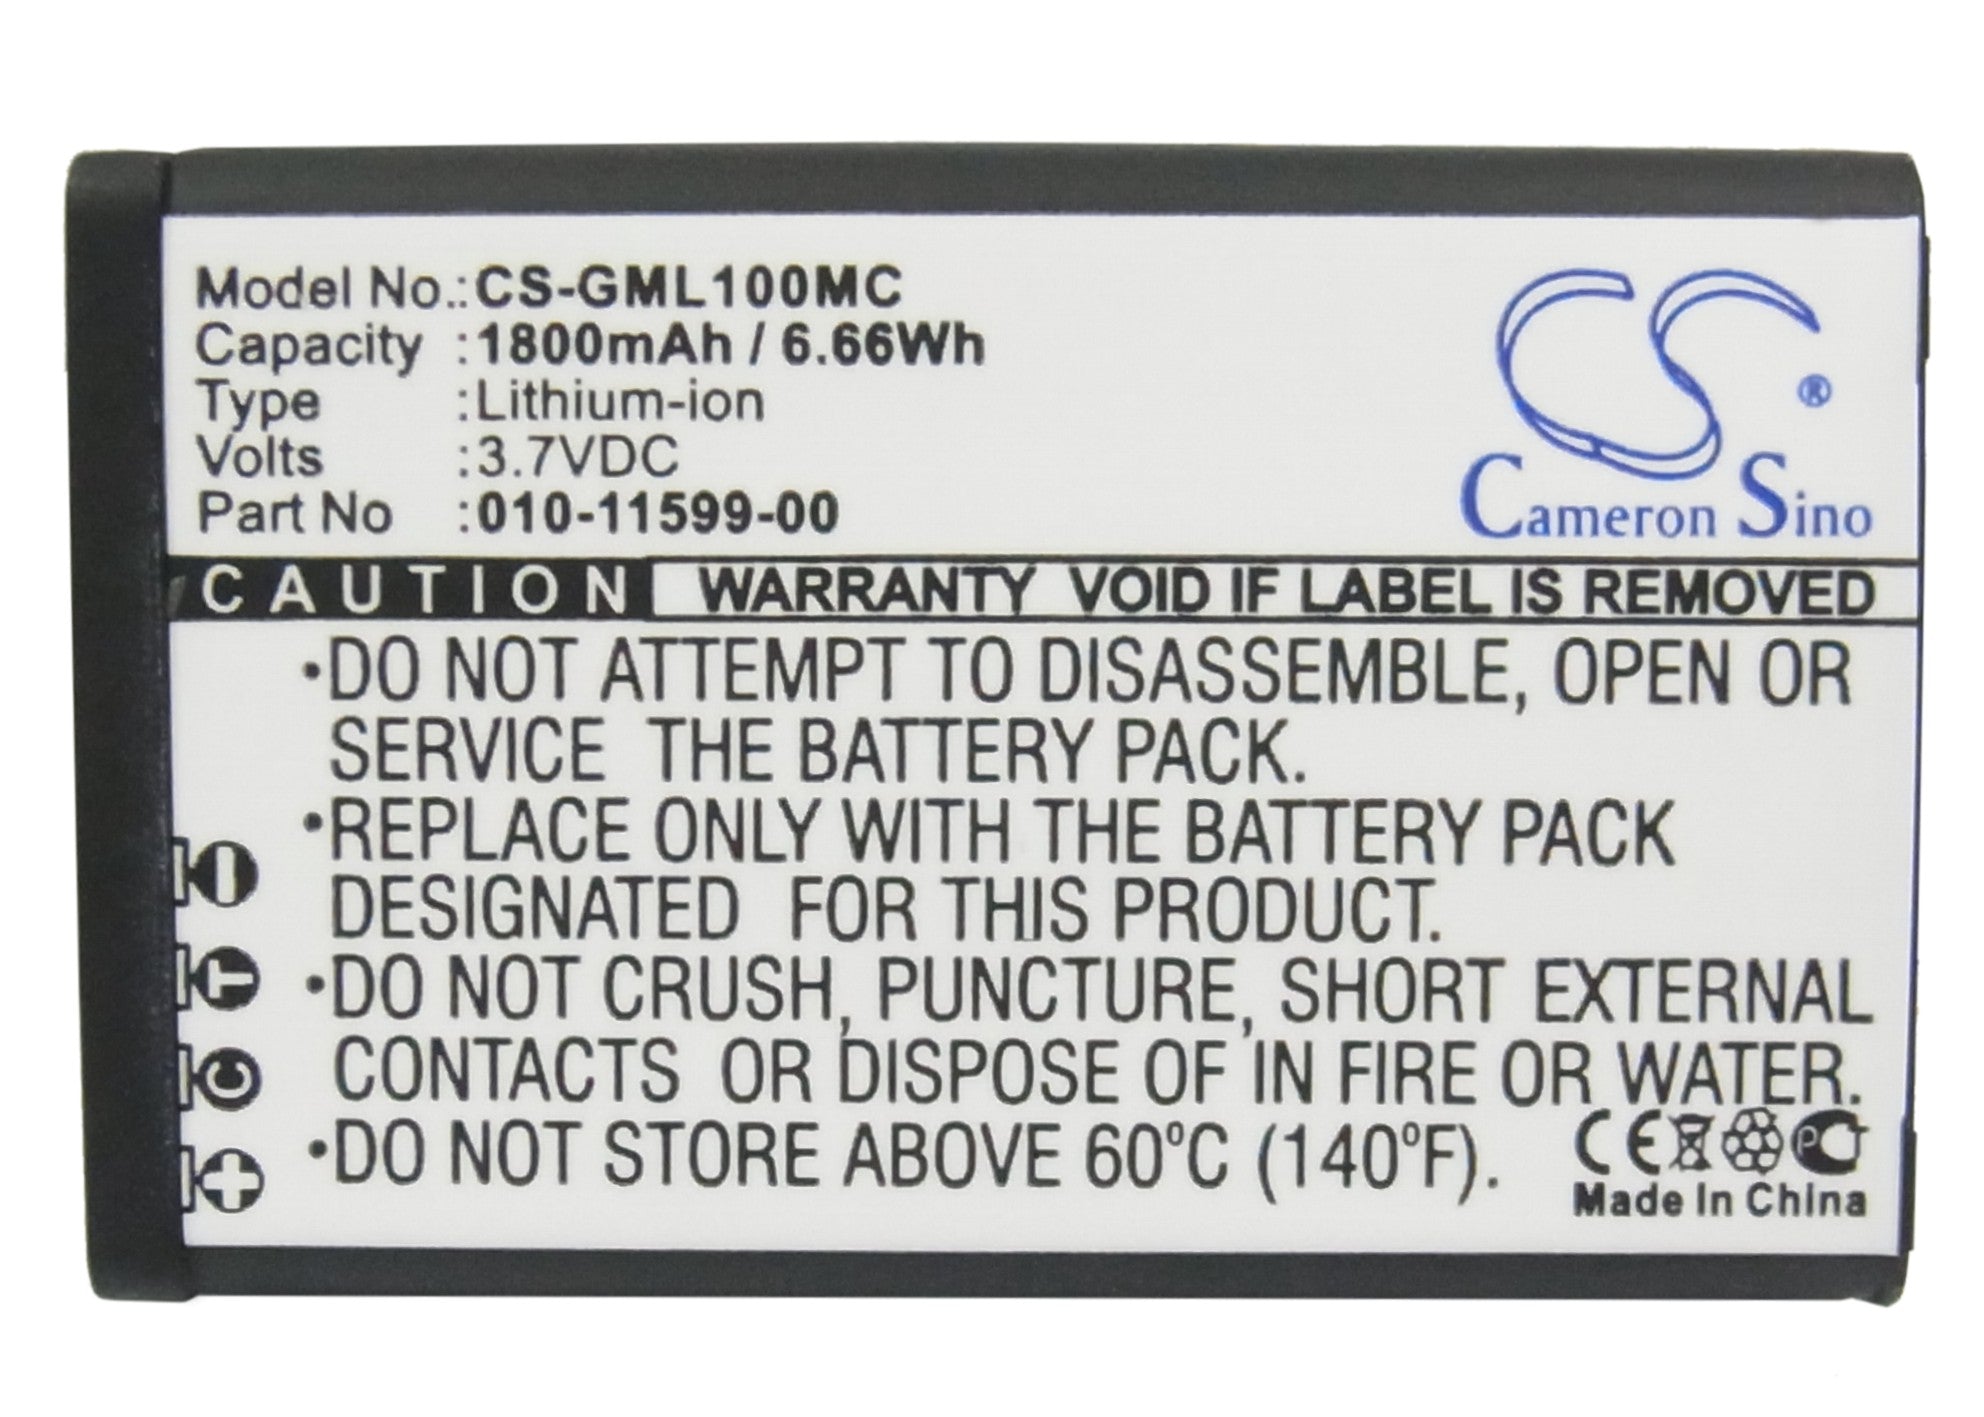 Model No.:CS-GML100MC
Capacity :1800mAh / 6.66Wh
Type :Lithium-ion
Volts :3.7VDC
Part No :010-11599-00
CS ®
Cameron Sino
CAUTION WARRANTY VOID IF LABEL IS REMOVED
•DO NOT ATTEMPT TO DISASSEMBLE, OPEN OR
SERVICE THE BATTERY PACK.
•REPLACE ONLY WITH THE BATTERY PACK
DESIGNATED FOR THIS PRODUCT.
•DO NOT CRUSH, PUNCTURE, SHORT EXTERNAL
CONTACTS OR DISPOSE OF IN FIRE OR WATER.
•DO NOT STORE ABOVE 60°C (140°F).
-
T
C
+
CE PCT
Made In China